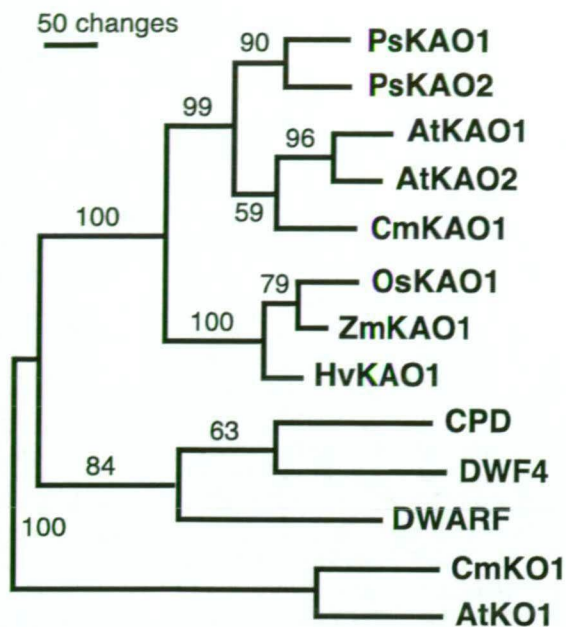 50 changes
90
PsKAO1
PsKAO2
99
96
AtKAO1
AtKAO2
59
CmKAO1
100
79
OsKAO1
100
ZmKAO1
HvKAO1
63
CPD
84
DWF4
DWARF
100
CmKO1
AtKO1